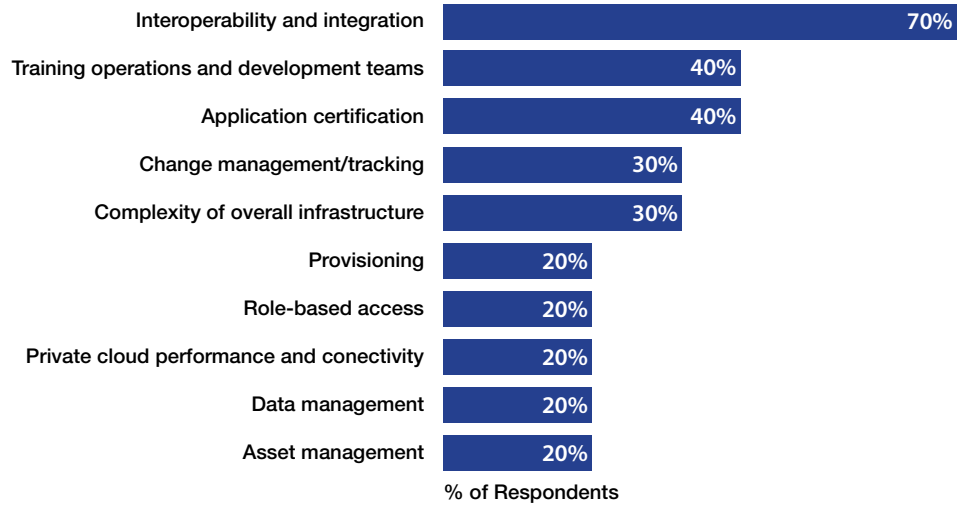 Interoperability and integration 70%
Training operations and development teams 40%
Application certification 40%
Change management/tracking 30%
Complexity of overall infrastructure 30%
Provisioning 20%
Role-based access 20%
Private cloud performance and conectivity 20%
Data management 20%
Asset management 20%
% of Respondents